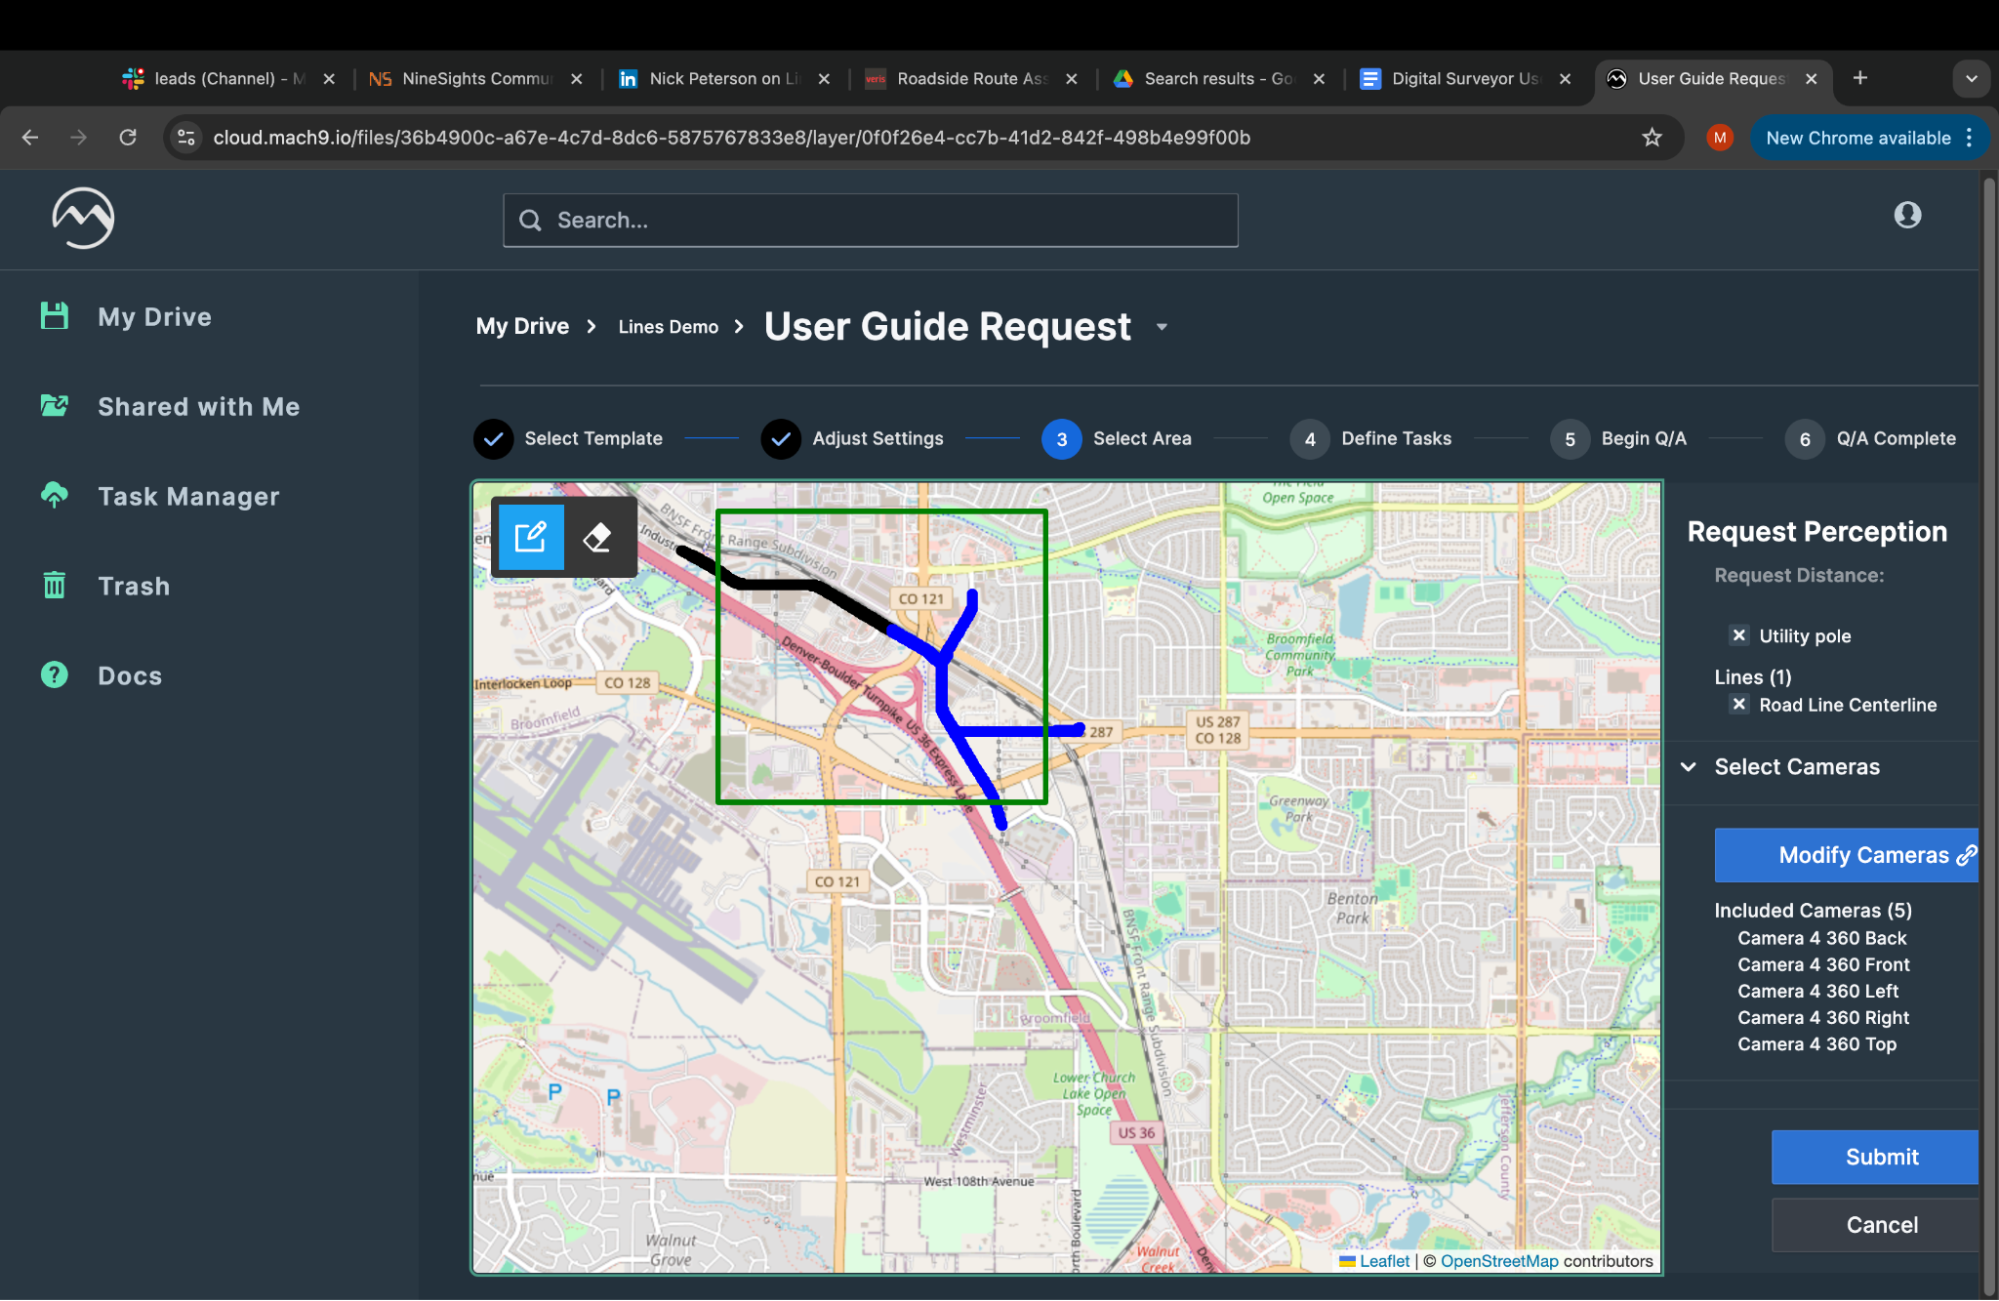 leads (Channel) - M
NS NineSights Commun
in Nick Peterson on Li
veris Roadside Route Ass
Search results - Go
Digital Surveyor Us
User Guide Request
cloud.mach9.io/files/36b4900c-a67e-4c7d-8dc6-5875767833e8/layer/0f0f26e4-cc7b-41d2-842f-498b4e99f00b
M
New Chrome available
Search...
My Drive
Shared with Me
Task Manager
Trash
Docs
My Drive > Lines Demo > User Guide Request
Select Template
Adjust Settings
3 Select Area
4 Define Tasks
5 Begin Q/A
6 Q/A Complete
Open Space
BNSF Front Range Subdivision
CO 121
Denver-Boulder Turnpike
US 36 Express Lane
Interlocken Loop
CO 128
Broomfield
Broomfield
Community
Park
287
US 287
CO 128
Greenway
Park
CO 121
Benton
Park
BNSF Front Range Subdivision
Broomfield
Lower Church
Lake Open
Space
US 36
Westminster
Jefferson County
West 108th Avenue
P
P
Walnut
Grove
Walnut
Creek
Leaflet | © OpenStreetMap contributors
Request Perception
Request Distance:
Utility pole
Lines (1)
Road Line Centerline
Select Cameras
Modify Cameras
Included Cameras (5)
Camera 4 360 Back
Camera 4 360 Front
Camera 4 360 Left
Camera 4 360 Right
Camera 4 360 Top
Submit
Cancel